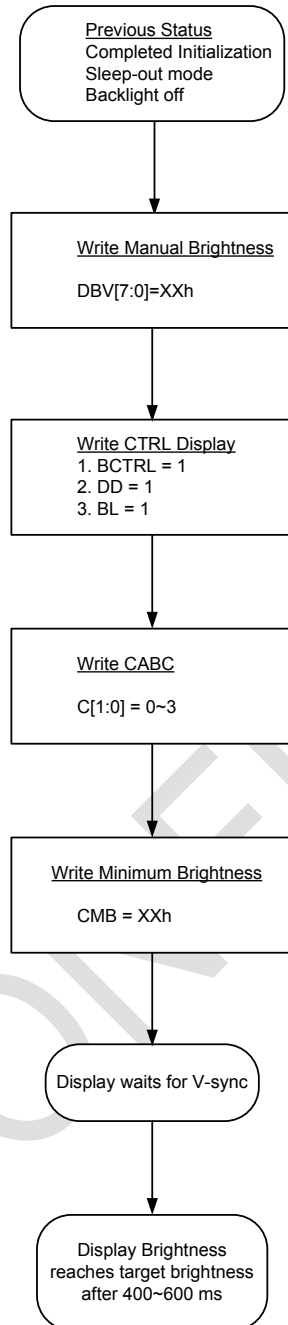 Previous Status
Completed Initialization
Sleep-out mode
Backlight off
Write Manual Brightness
DBV[7:0]=XXh
Write CTRL Display
1. BCTRL = 1
2. DD = 1
3. BL = 1
Write CABC
C[1:0] = 0~3
Write Minimum Brightness
CMB = XXh
Display waits for V-sync
Display Brightness
reaches target brightness
after 400~600 ms